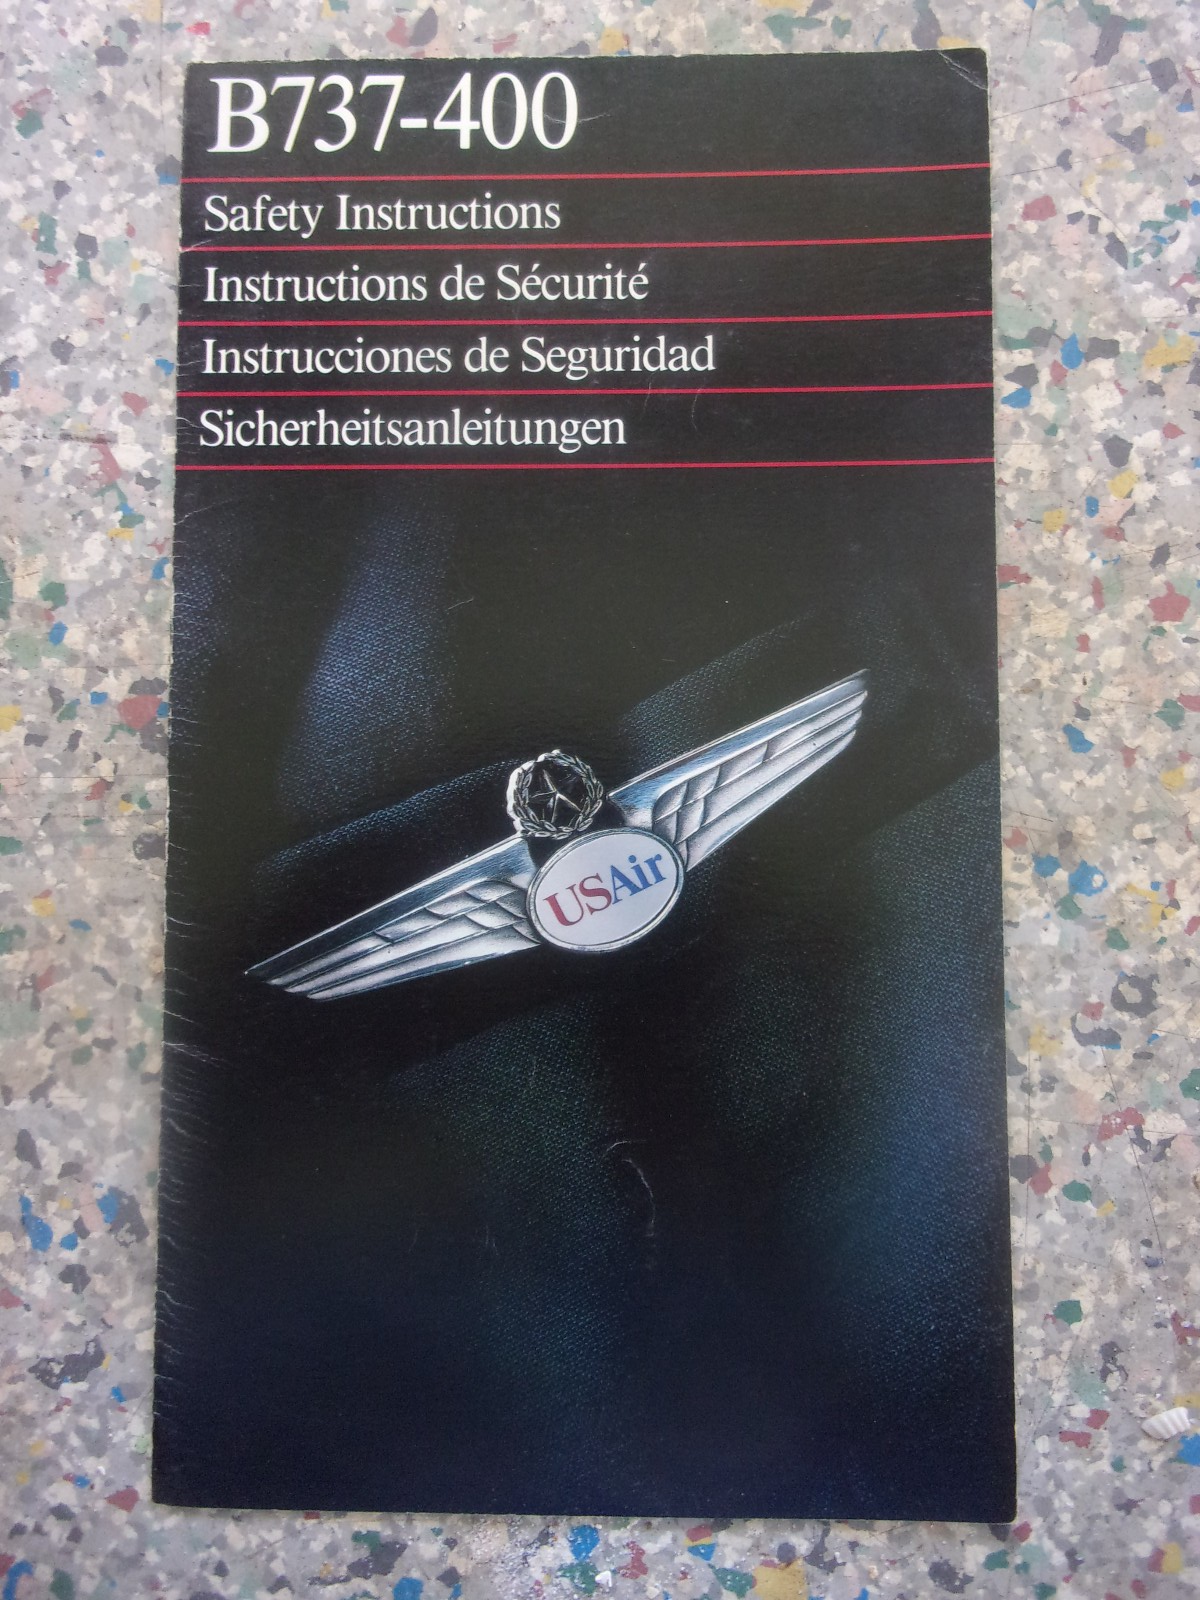 B737-400
Safety Instructions
Instructions de Sécurité
Instrucciones de Seguridad
Sicherheitsanleitungen
USAir